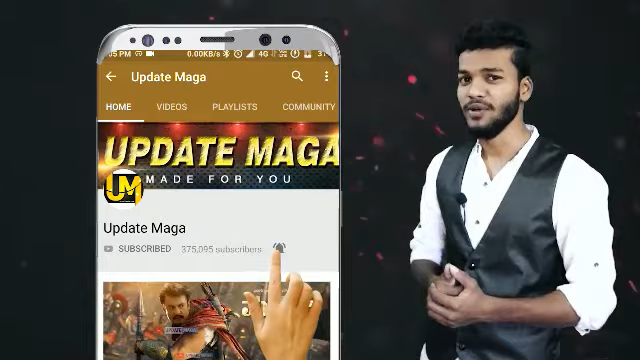 :05 PM 0.00KB/s 4G
Update Maga
HOME VIDEOS PLAYLISTS COMMUNITY
UPDATE MAGA
MADE FOR YOU
UM
Update Maga
SUBSCRIBED 375,095 subscribers